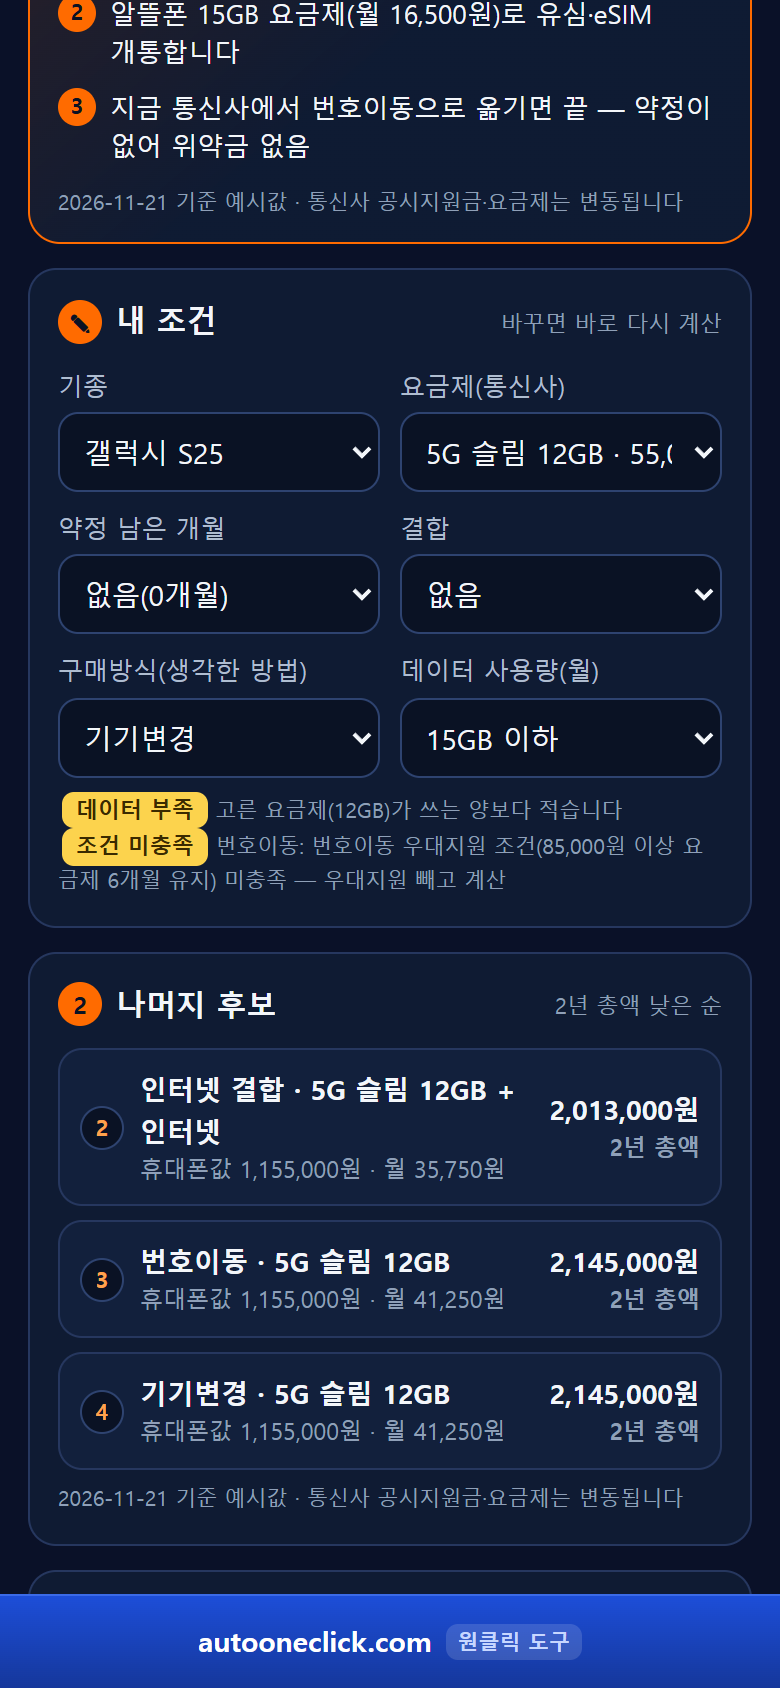 2 알뜰폰 15GB 요금제(월 16,500원)로 유심·eSIM
개통합니다
3 지금 통신사에서 번호이동으로 옮기면 끝 — 약정이
없어 위약금 없음
2026-11-21 기준 예시값 · 통신사 공시지원금·요금제는 변동됩니다
내 조건 바꾸면 바로 다시 계산
기종 요금제(통신사)
갤럭시 S25 5G 슬림 12GB · 55,
약정 남은 개월 결합
없음(0개월) 없음
구매방식(생각한 방법) 데이터 사용량(월)
기기변경 15GB 이하
데이터 부족 고른 요금제(12GB)가 쓰는 양보다 적습니다
조건 미충족 번호이동: 번호이동 우대지원 조건(85,000원 이상 요
금제 6개월 유지) 미충족 — 우대지원 빼고 계산
2 나머지 후보 2년 총액 낮은 순
2 인터넷 결합 · 5G 슬림 12GB +
인터넷
휴대폰값 1,155,000원 · 월 35,750원
2,013,000원
2년 총액
3 번호이동 · 5G 슬림 12GB
휴대폰값 1,155,000원 · 월 41,250원
2,145,000원
2년 총액
4 기기변경 · 5G 슬림 12GB
휴대폰값 1,155,000원 · 월 41,250원
2,145,000원
2년 총액
2026-11-21 기준 예시값 · 통신사 공시지원금·요금제는 변동됩니다
autooneclick.com 원클릭 도구